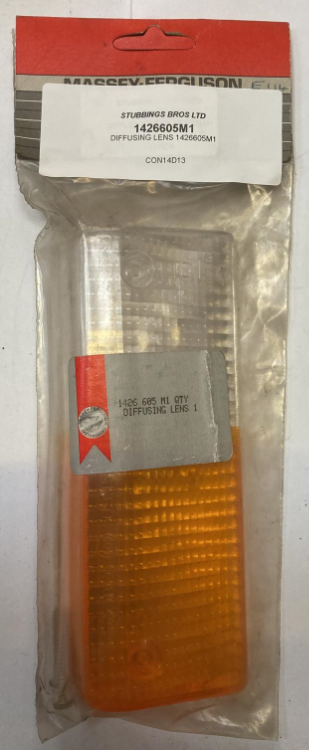 MASSEY-FERGUSON
STUBBINGS BROS LTD
1426605M1
DIFFUSING LENS 1426605M1
CON14D13
1426 605 M1 QTY
DIFFUSING LENS 1